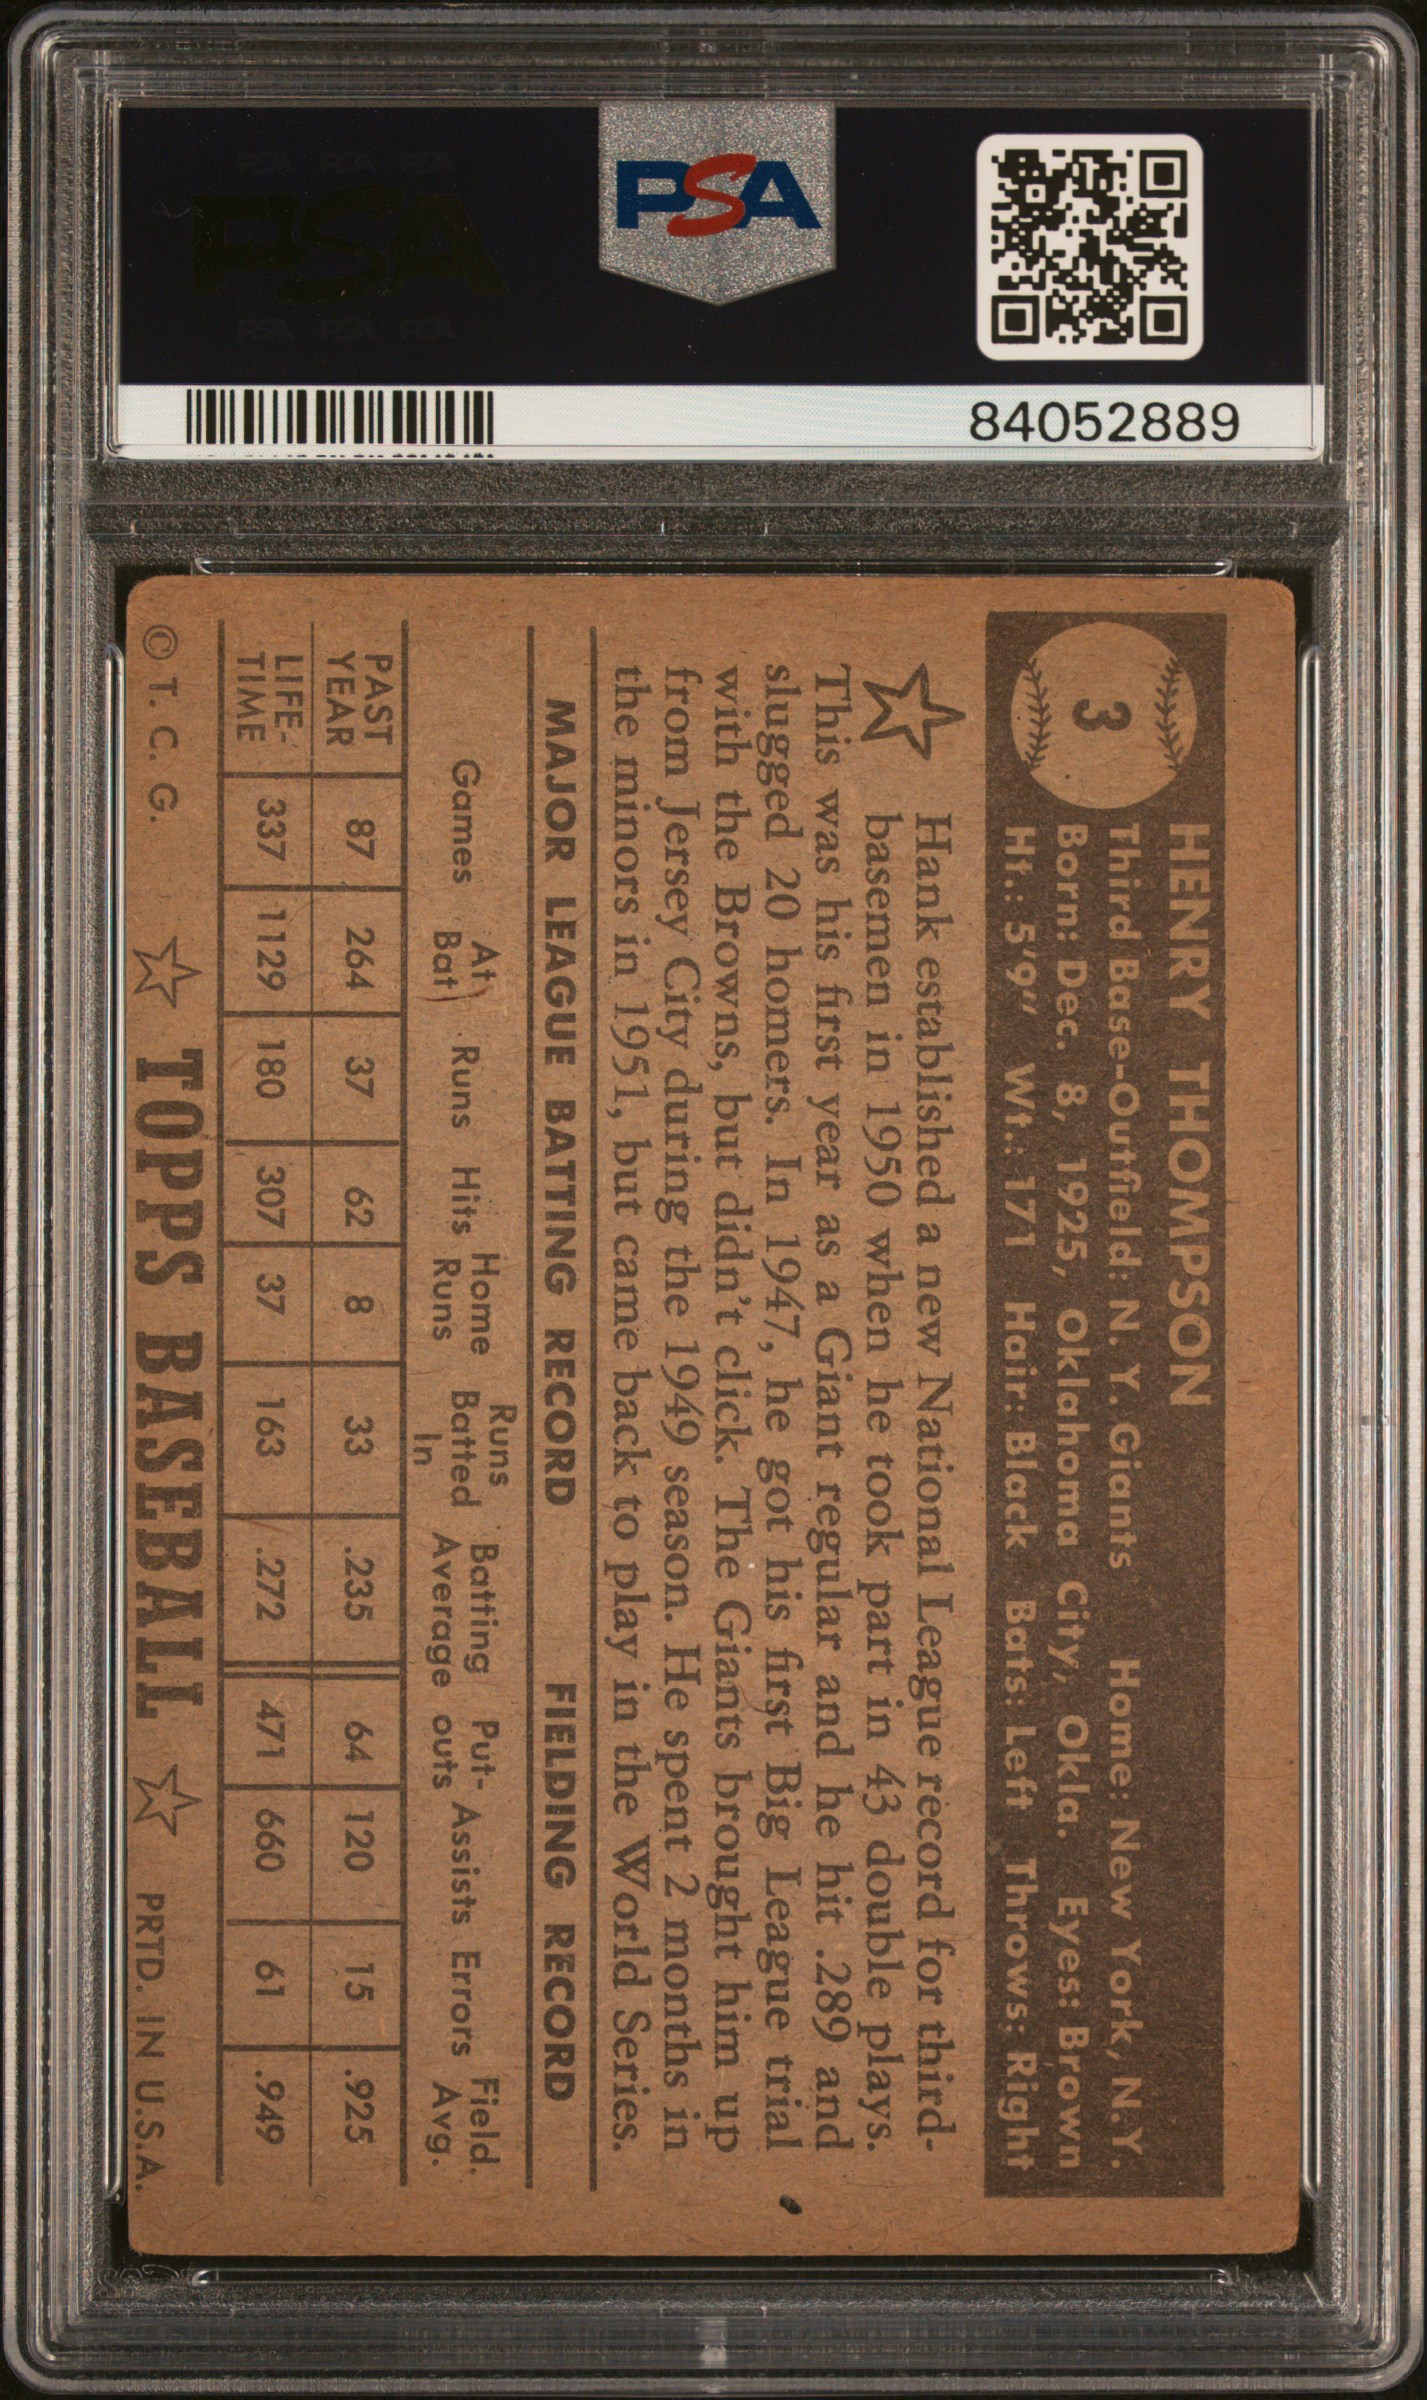 PSA PSA PSA
PSA
PSA PSA PSA
PSA
84052889
3
HENRY THOMPSON
Third Base-Outfield: N. Y. Giants Home: New York, N.Y.
Born: Dec. 8, 1925, Oklahoma City, Okla. Eyes: Brown
Ht.: 5'9" Wt.: 171 Hair: Black Bats: Left Throws: Right
Hank established a new National League record for third-
basemen in 1950 when he took part in 43 double plays.
This was his first year as a Giant regular and he hit .289 and
slugged 20 homers. In 1947, he got his first Big League trial
with the Browns, but didn't click. The Giants brought him up
from Jersey City during the 1949 season. He spent 2 months in
the minors in 1951, but came back to play in the World Series.
MAJOR LEAGUE BATTING RECORD FIELDING RECORD
Games At Bat Runs Hits Home Runs Runs Batted In Batting Average Put-outs Assists Errors Field. Avg.
PAST YEAR 87 264 37 62 8 33 .235 64 120 15 .925
LIFE-TIME 337 1129 180 307 37 163 .272 471 660 61 .949
© T. C. G. TOPPS BASEBALL PRTD. IN U.S.A.